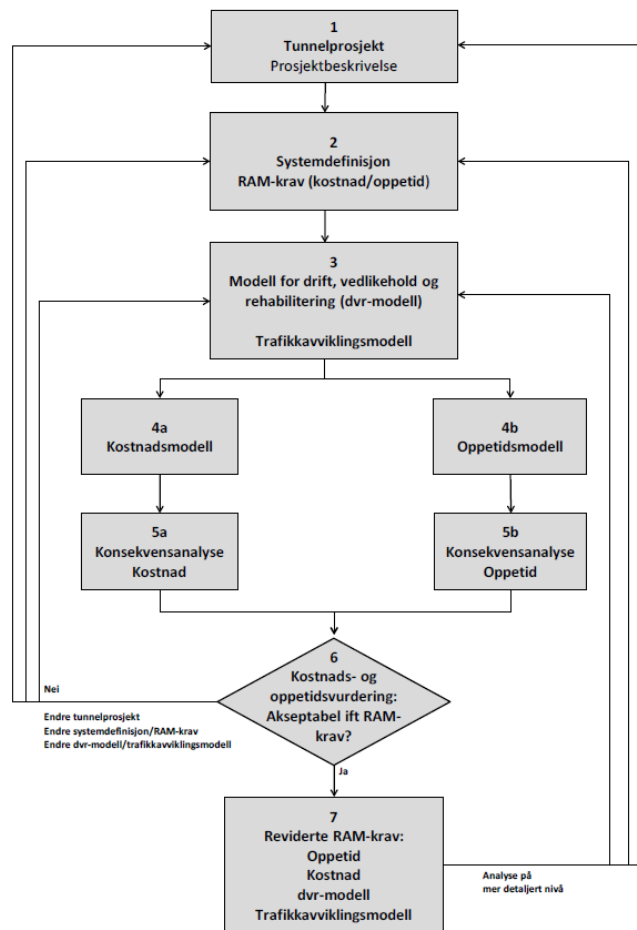 1
Tunnelprosjekt
Prosjektbeskrivelse
2
Systemdefinisjon
RAM-krav (kostnad/oppetid)
3
Modell for drift, vedlikehold og
rehabilitering (dvr-modell)
Trafikkavviklingsmodell
4a
Kostnadsmodell
4b
Oppetidsmodell
5a
Konsekvensanalyse
Kostnad
5b
Konsekvensanalyse
Oppetid
6
Kostnads- og
oppetidsvurdering:
Akseptabel ift RAM-
krav?
Nei
Endre tunnelprosjekt
Endre systemdefinisjon/RAM-krav
Endre dvr-modell/trafikkavviklingsmodell
Ja
7
Reviderte RAM-krav:
Oppetid
Kostnad
dvr-modell
Trafikkavviklingsmodell
Analyse på
mer detaljert nivå